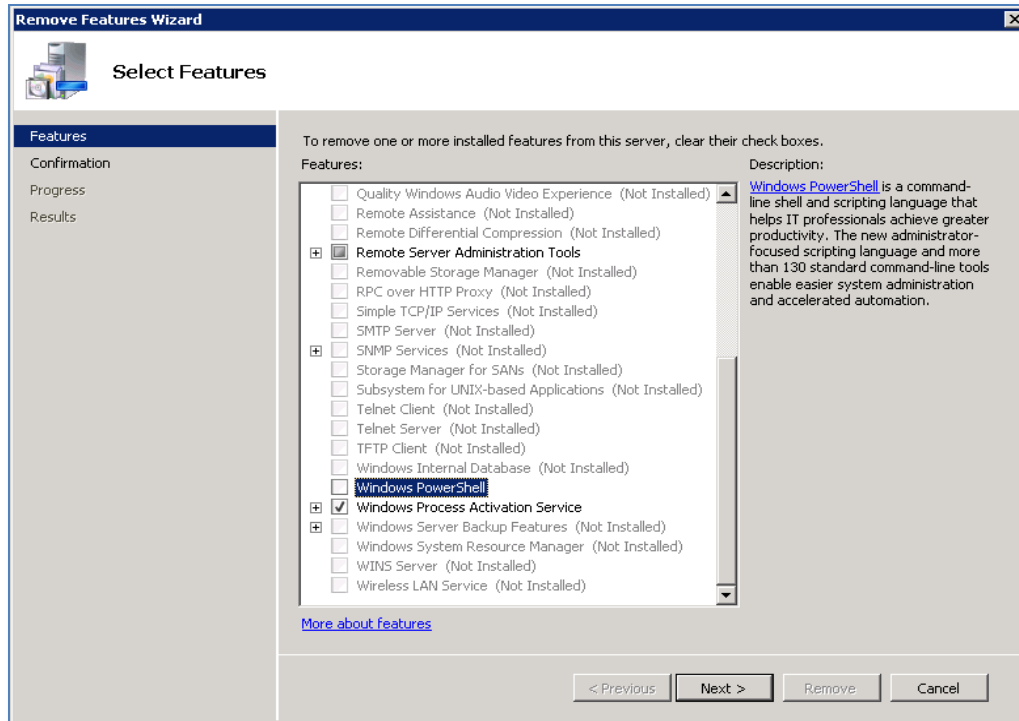 Remove Features Wizard
Select Features
Features
Confirmation
Progress
Results
To remove one or more installed features from this server, clear their check boxes.
Features:
Quality Windows Audio Video Experience (Not Installed)
Remote Assistance (Not Installed)
Remote Differential Compression (Not Installed)
Remote Server Administration Tools
Removable Storage Manager (Not Installed)
RPC over HTTP Proxy (Not Installed)
Simple TCP/IP Services (Not Installed)
SMTP Server (Not Installed)
SNMP Services (Not Installed)
Storage Manager for SANs (Not Installed)
Subsystem for UNIX-based Applications (Not Installed)
Telnet Client (Not Installed)
Telnet Server (Not Installed)
TFTP Client (Not Installed)
Windows Internal Database (Not Installed)
Windows PowerShell
Windows Process Activation Service
Windows Server Backup Features (Not Installed)
Windows System Resource Manager (Not Installed)
WINS Server (Not Installed)
Wireless LAN Service (Not Installed)
Description:
Windows PowerShell is a command-
line shell and scripting language that
helps IT professionals achieve greater
productivity. The new administrator-
focused scripting language and more
than 130 standard command-line tools
enable easier system administration
and accelerated automation.
More about features
< Previous
Next >
Remove
Cancel